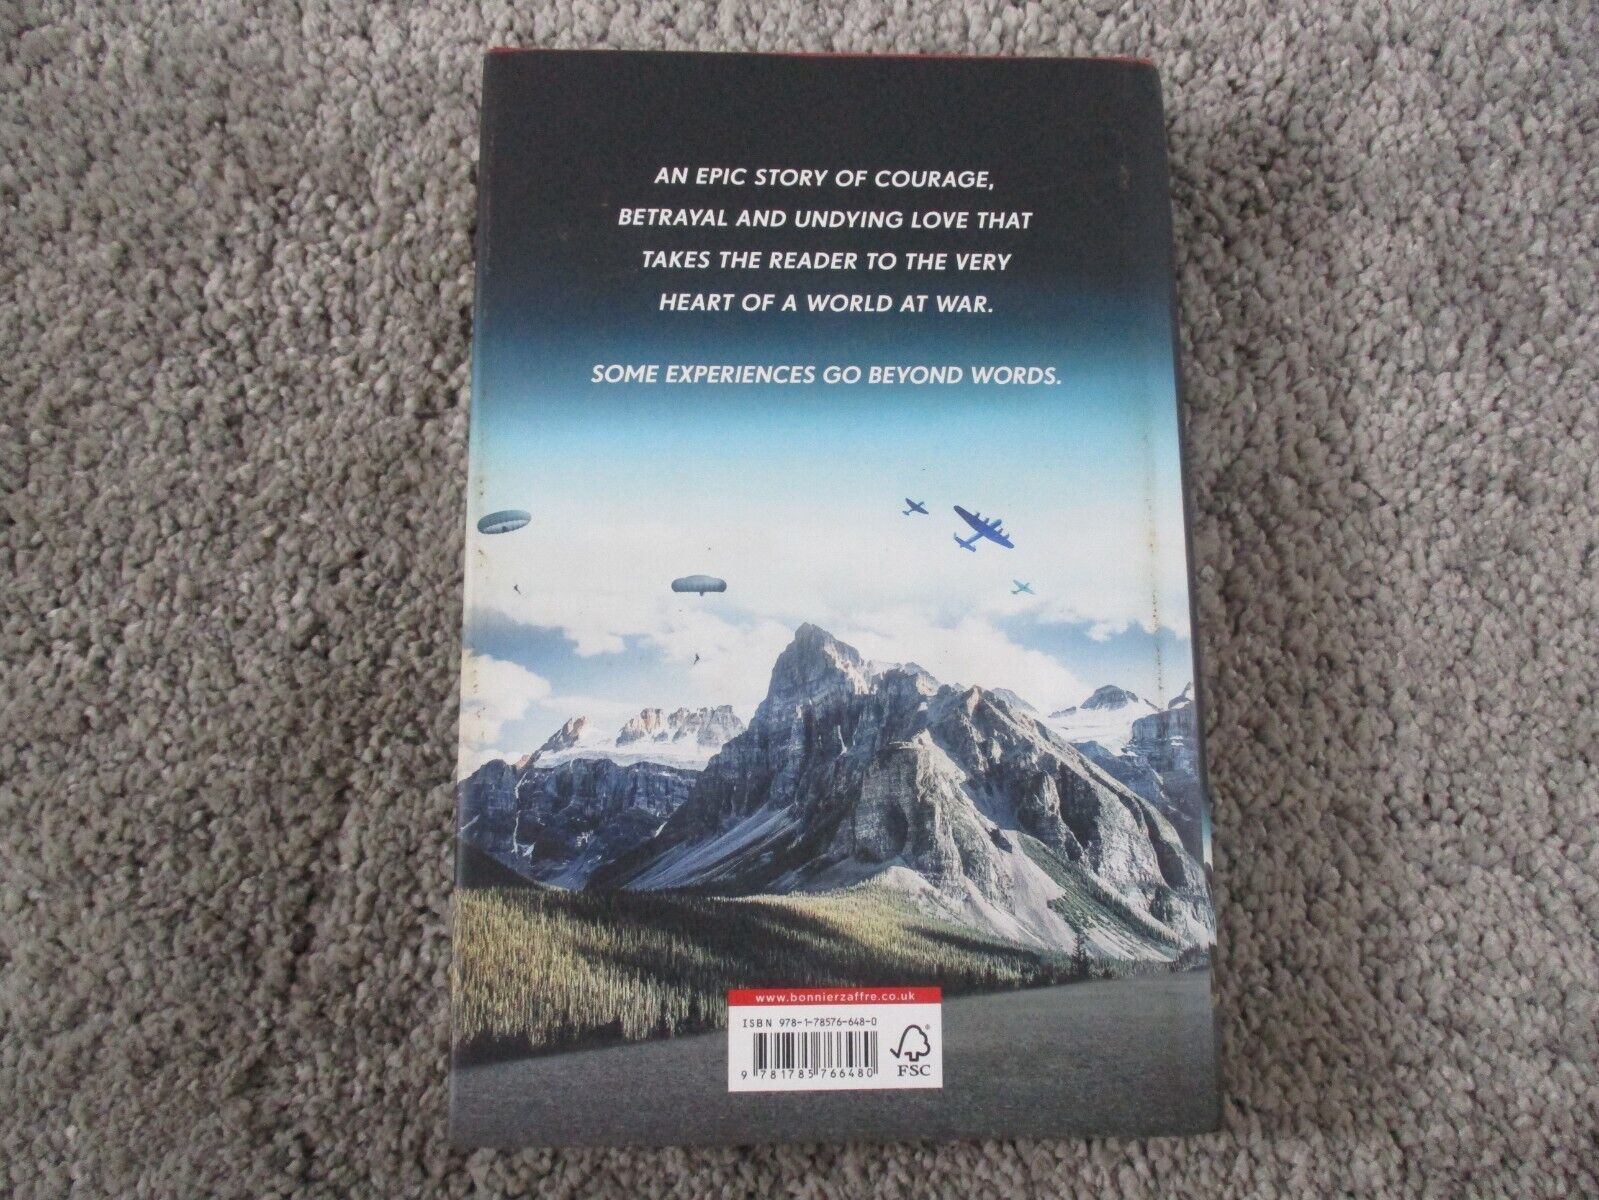 AN EPIC STORY OF COURAGE,
BETRAYAL AND UNDYING LOVE THAT
TAKES THE READER TO THE VERY
HEART OF A WORLD AT WAR.
SOME EXPERIENCES GO BEYOND WORDS.
www.bonnierzaffre.co.uk
ISBN 978-1-78576-648-0
9 781785 766480
FSC